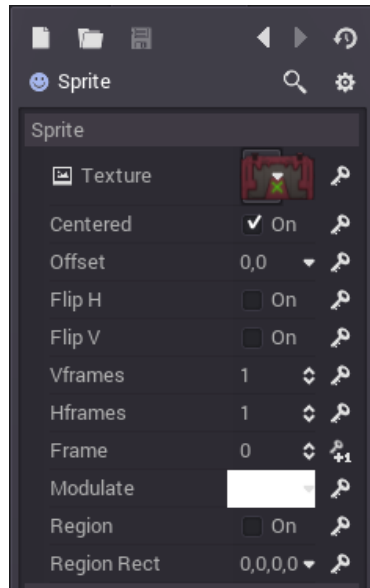 Sprite
Sprite
Texture
Centered On
Offset 0,0
Flip H On
Flip V On
Vframes 1
Hframes 1
Frame 0 +1
Modulate
Region On
Region Rect 0,0,0,0